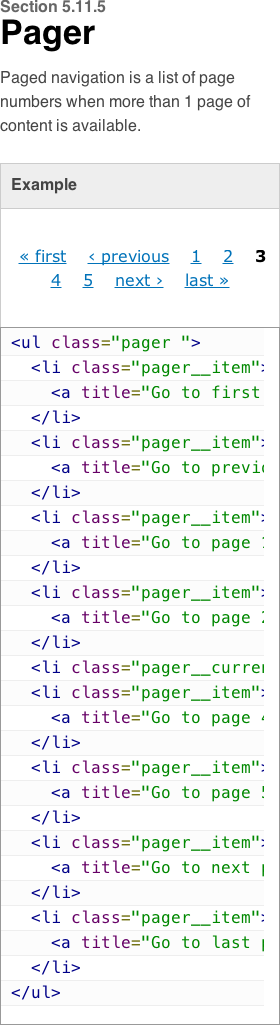 Section 5.11.5
Pager
Paged navigation is a list of page
numbers when more than 1 page of
content is available.
Example
« first ‹ previous 1 2 3
4 5 next › last »
<ul class="pager ">
<li class="pager__item">
<a title="Go to first
</li>
<li class="pager__item">
<a title="Go to previ
</li>
<li class="pager__item">
<a title="Go to page
</li>
<li class="pager__item">
<a title="Go to page 2
</li>
<li class="pager__curre
<li class="pager__item">
<a title="Go to page 4
</li>
<li class="pager__item">
<a title="Go to page 5
</li>
<li class="pager__item">
<a title="Go to next
</li>
<li class="pager__item">
<a title="Go to last
</li>
</ul>